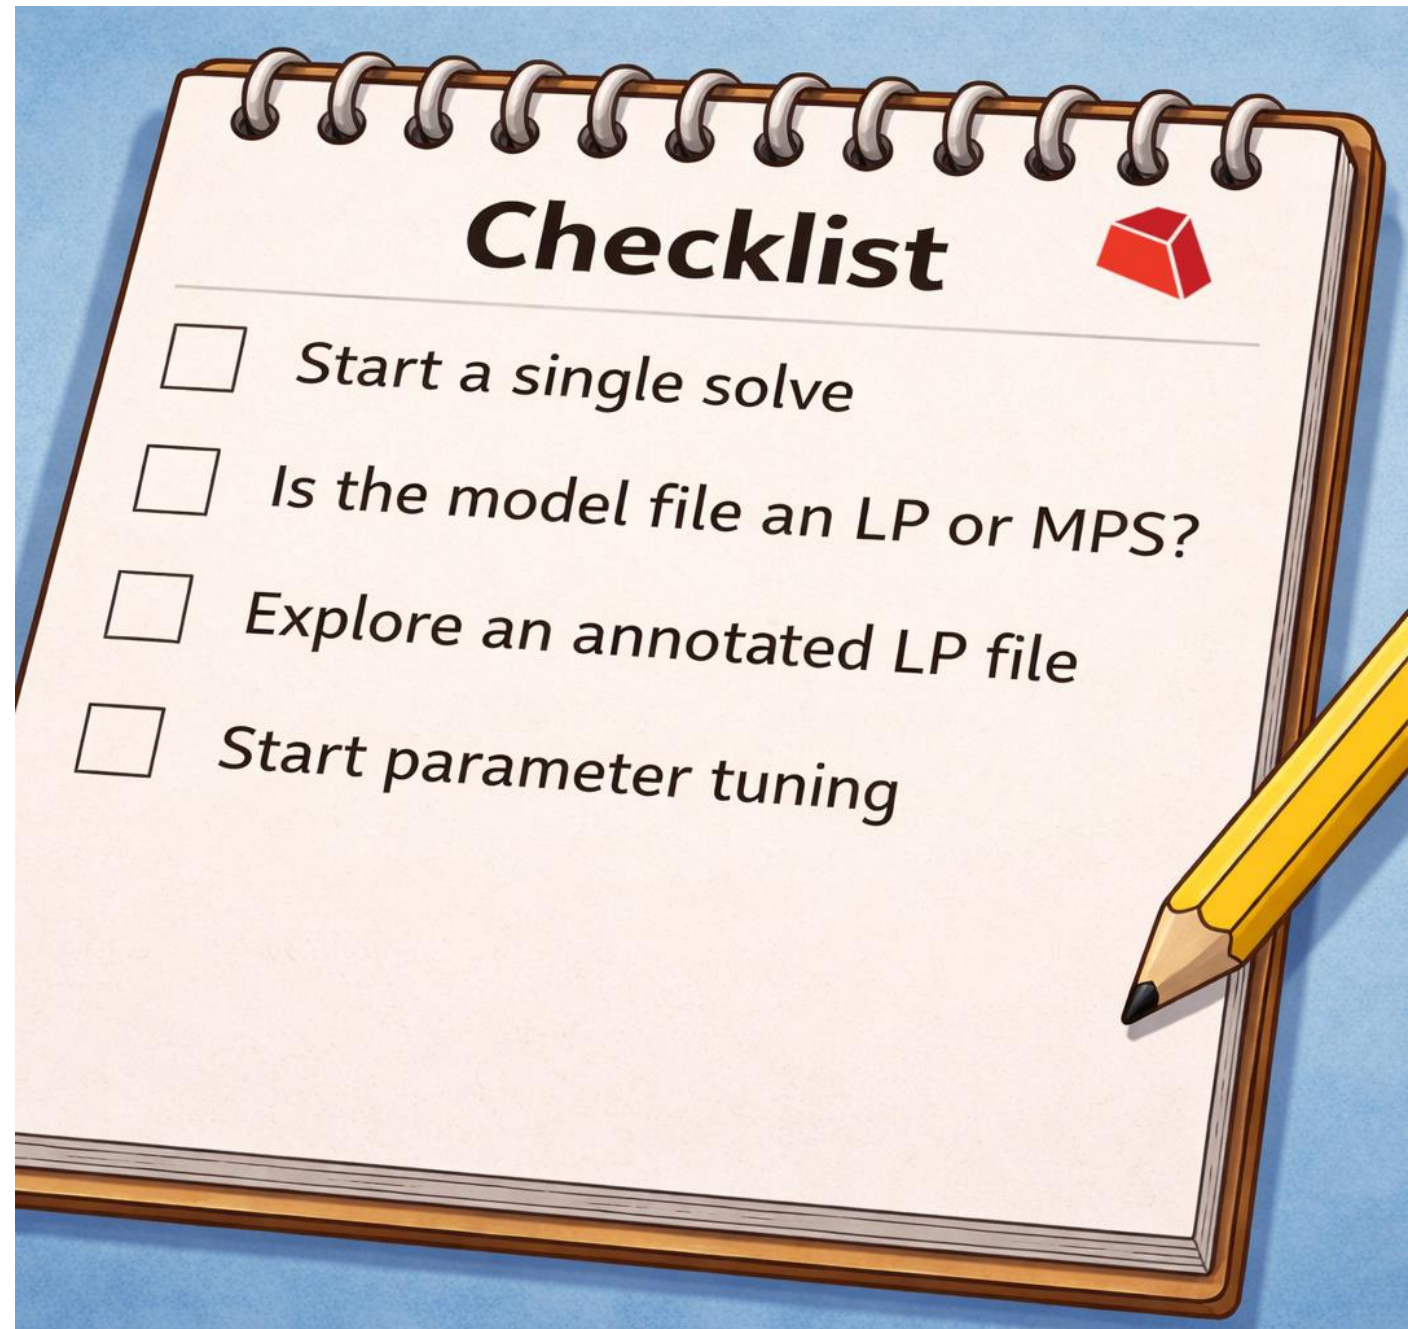 Checklist
Start a single solve
Is the model file an LP or MPS?
Explore an annotated LP file
Start parameter tuning